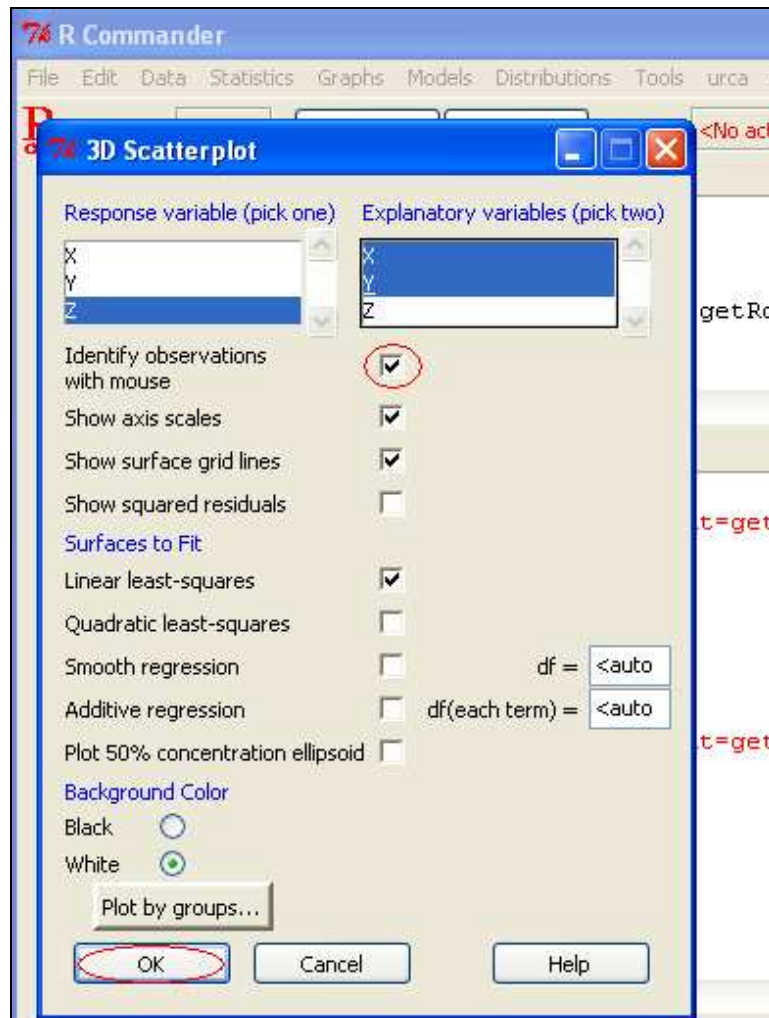 R Commander
File Edit Data Statistics Graphs Models Distributions Tools urca
<No act
3D Scatterplot
Response variable (pick one) Explanatory variables (pick two)
X X
Y Y
Z Z
getRo
Identify observations
with mouse
Show axis scales
Show surface grid lines
Show squared residuals
t=get
Surfaces to Fit
Linear least-squares
Quadratic least-squares
Smooth regression df = <auto
Additive regression df(each term) = <auto
t=get
Plot 50% concentration ellipsoid
Background Color
Black
White
Plot by groups...
OK Cancel Help